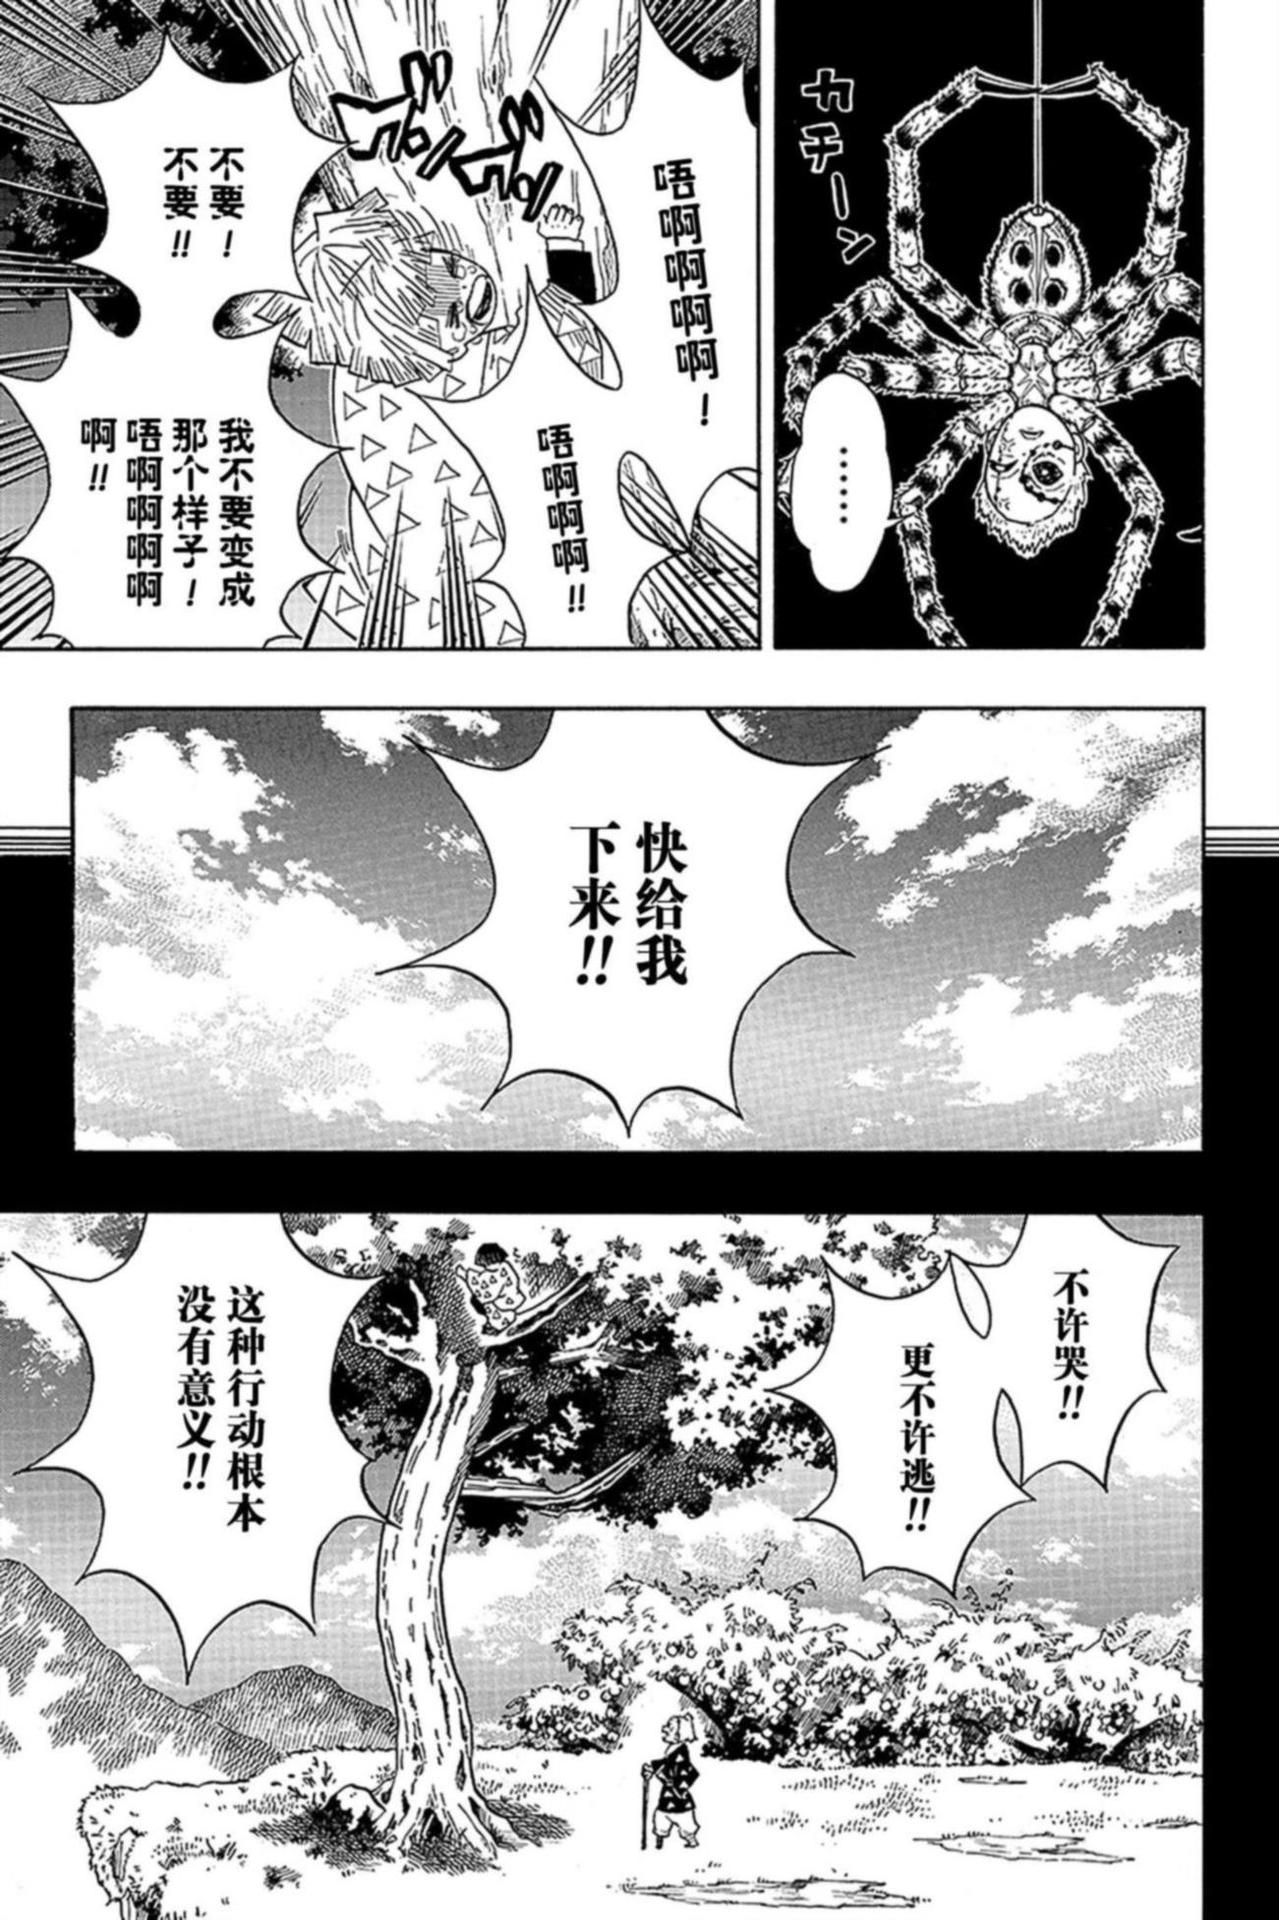 カチーン
……
唔啊啊啊啊！
唔啊啊啊！！
不要！
不要！！
我不要变成
那个样子！
唔啊啊啊啊
啊！！
快给我
下来！！
不许哭！！
更不许逃！！
这种行动根本
没有意义！！